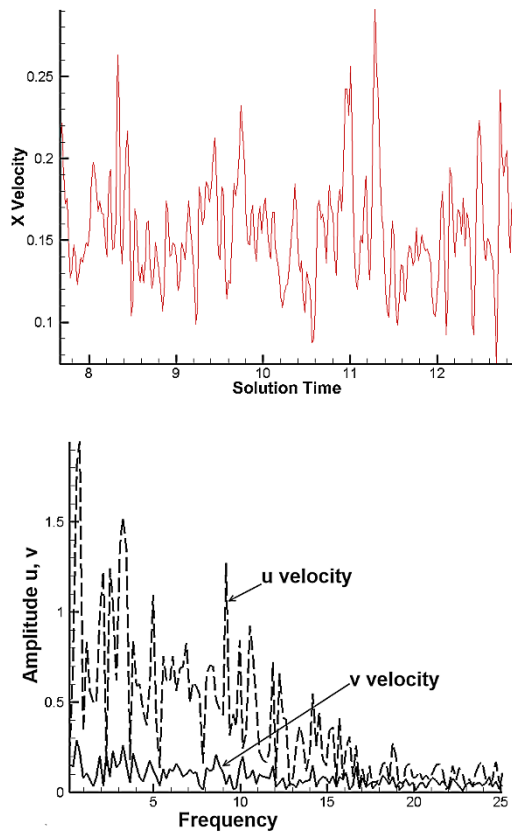 0.25
0.2
0.15
0.1
X Velocity
8 9 10 11 12
Solution Time
1.5
1
0.5
0
Amplitude u, v
u velocity
v velocity
5 10 15 20 25
Frequency